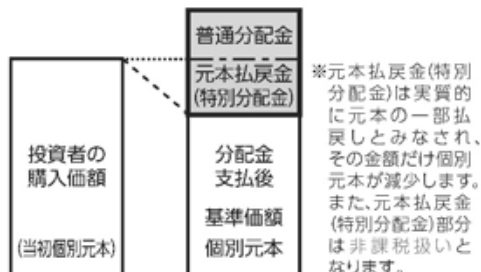 普通分配金
元本払戻金
(特別分配金)
投資者の
購入価額
(当初個別元本)
分配金
支払後
基準価額
個別元本
※元本払戻金(特別
分配金)は実質的
に元本の一部払
戻しとみなされ、
その金額だけ個別
元本が減少します。
また、元本払戻金
(特別分配金)部分
は非課税扱いと
なります。